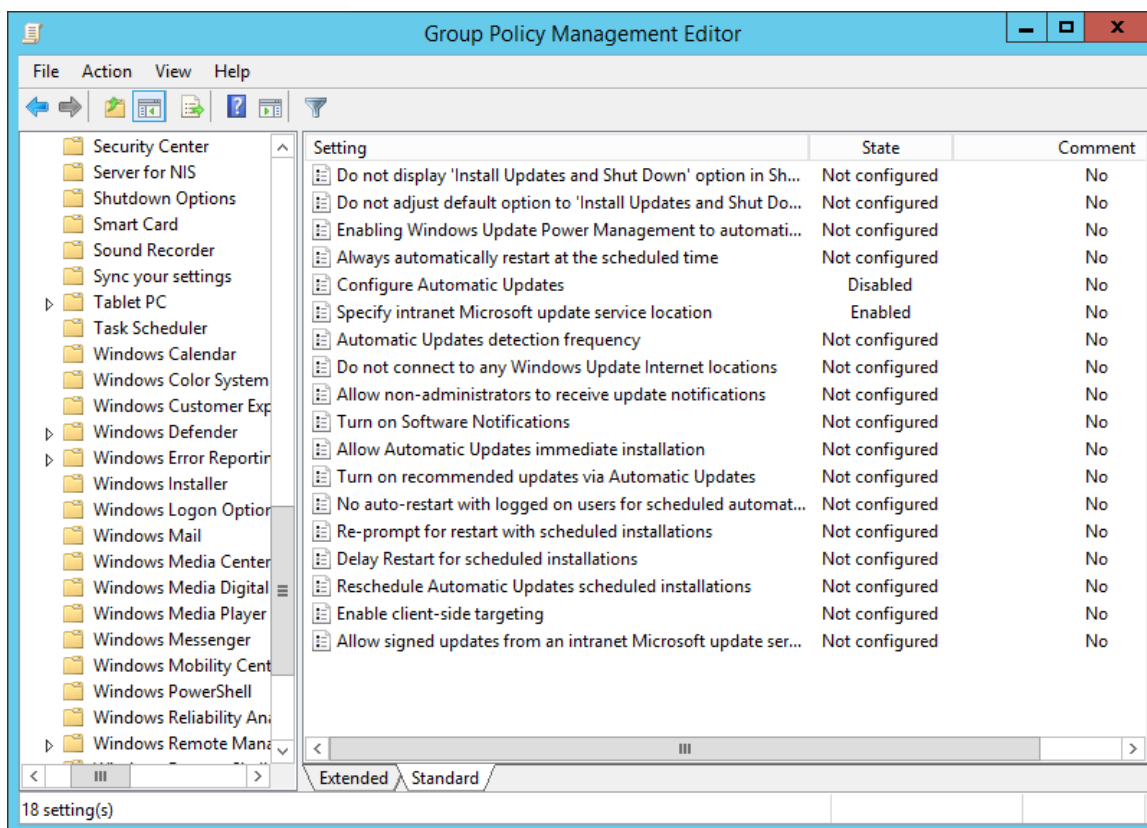 Group Policy Management Editor
File Action View Help
Security Center
Server for NIS
Shutdown Options
Smart Card
Sound Recorder
Sync your settings
Tablet PC
Task Scheduler
Windows Calendar
Windows Color System
Windows Customer Exp
Windows Defender
Windows Error Reportin
Windows Installer
Windows Logon Option
Windows Mail
Windows Media Center
Windows Media Digital
Windows Media Player
Windows Messenger
Windows Mobility Cent
Windows PowerShell
Windows Reliability Ana
Windows Remote Mana
Setting State Comment
Do not display 'Install Updates and Shut Down' option in Sh... Not configured No
Do not adjust default option to 'Install Updates and Shut Do... Not configured No
Enabling Windows Update Power Management to automati... Not configured No
Always automatically restart at the scheduled time Not configured No
Configure Automatic Updates Disabled No
Specify intranet Microsoft update service location Enabled No
Automatic Updates detection frequency Not configured No
Do not connect to any Windows Update Internet locations Not configured No
Allow non-administrators to receive update notifications Not configured No
Turn on Software Notifications Not configured No
Allow Automatic Updates immediate installation Not configured No
Turn on recommended updates via Automatic Updates Not configured No
No auto-restart with logged on users for scheduled automat... Not configured No
Re-prompt for restart with scheduled installations Not configured No
Delay Restart for scheduled installations Not configured No
Reschedule Automatic Updates scheduled installations Not configured No
Enable client-side targeting Not configured No
Allow signed updates from an intranet Microsoft update ser... Not configured No
Extended Standard
18 setting(s)